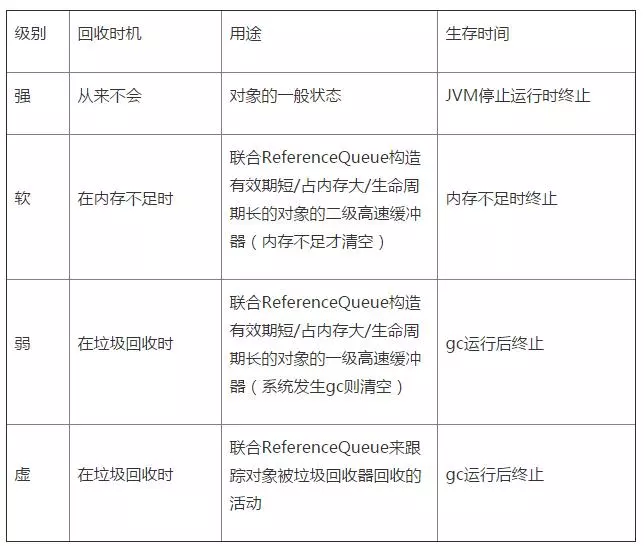 级别 回收时机 用途 生存时间
强 从来不会 对象的一般状态 JVM停止运行时终止
软 在内存不足时 联合ReferenceQueue构造
有效期短/占内存大/生命周
期长的对象的二级高速缓冲
器（内存不足才清空） 内存不足时终止
弱 在垃圾回收时 联合ReferenceQueue构造
有效期短/占内存大/生命周
期长的对象的一级高速缓冲
器（系统发生gc则清空） gc运行后终止
虚 在垃圾回收时 联合ReferenceQueue来跟
踪对象被垃圾回收器回收的
活动 gc运行后终止